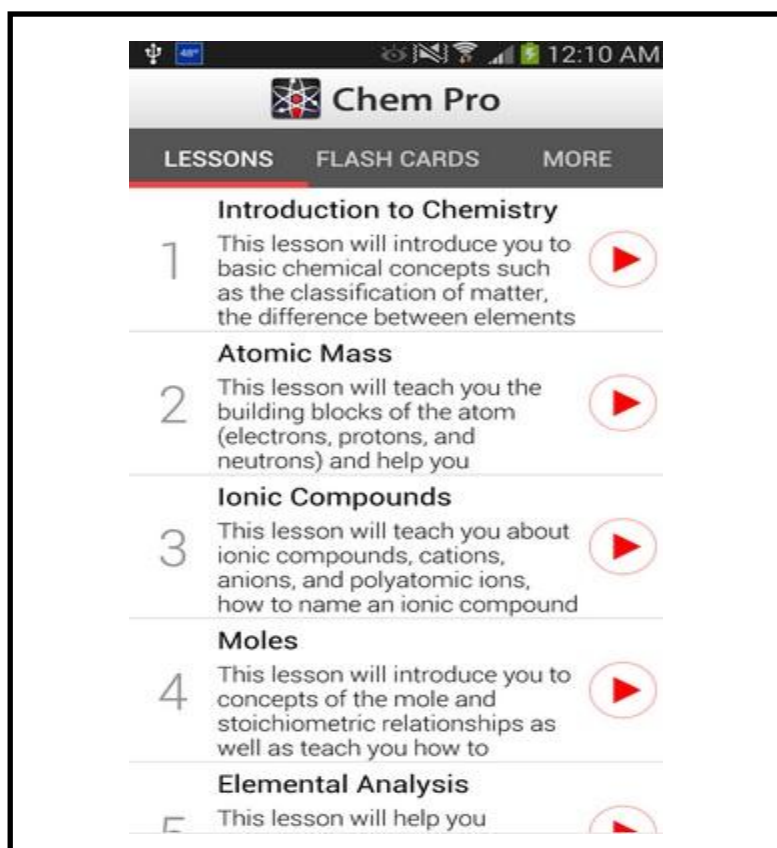 48°
12:10 AM
Chem Pro
LESSONS FLASH CARDS MORE
Introduction to Chemistry
1
This lesson will introduce you to
basic chemical concepts such
as the classification of matter,
the difference between elements
Atomic Mass
2
This lesson will teach you the
building blocks of the atom
(electrons, protons, and
neutrons) and help you
Ionic Compounds
3
This lesson will teach you about
ionic compounds, cations,
anions, and polyatomic ions,
how to name an ionic compound
Moles
4
This lesson will introduce you to
concepts of the mole and
stoichiometric relationships as
well as teach you how to
Elemental Analysis
5
This lesson will help you